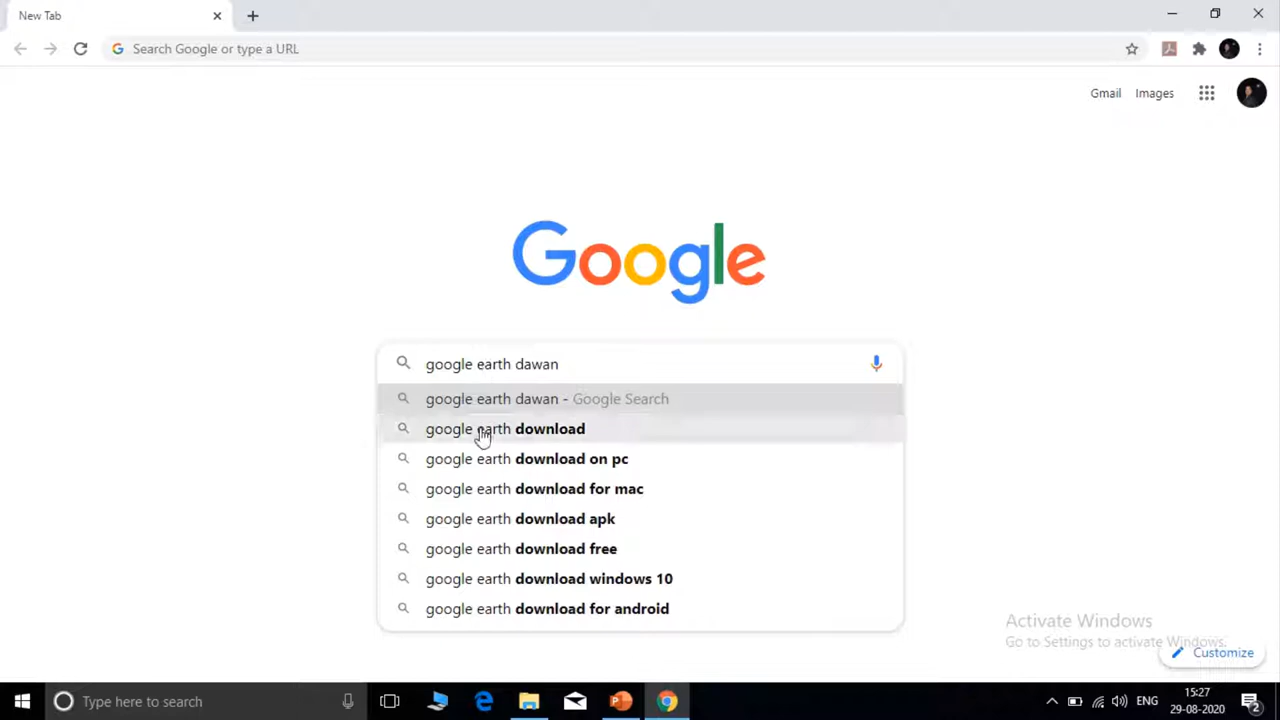 New Tab
Search Google or type a URL
Gmail Images
Google
google earth dawan
google earth dawan - Google Search
google earth download
google earth download on pc
google earth download for mac
google earth download apk
google earth download free
google earth download windows 10
google earth download for android
Activate Windows
Go to Settings to activate Windows.
Customize
Type here to search
ENG
15:27
29-08-2020
2